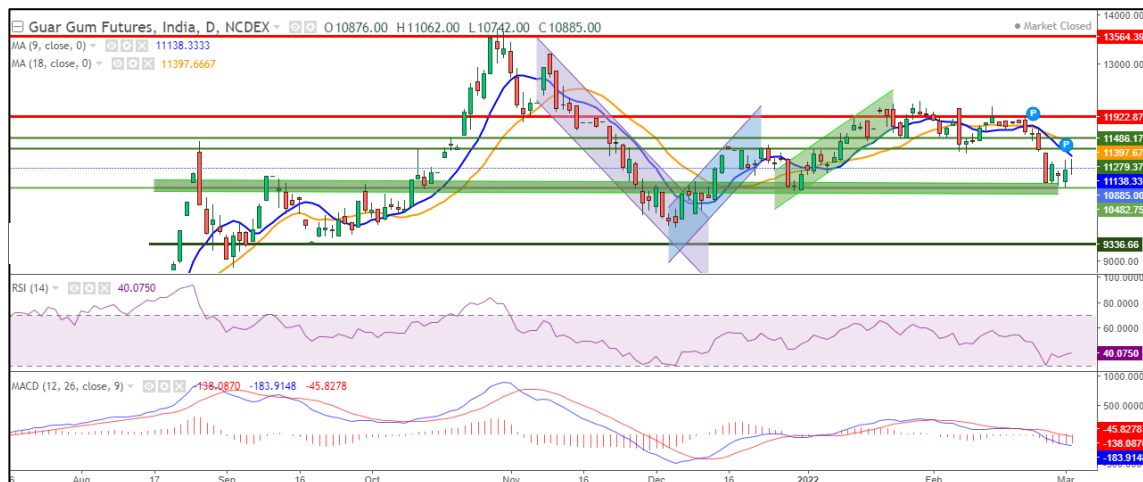 Guar Gum Futures, India, D, NCDEX O10876.00 H11062.00 L10742.00 C10885.00
Market Closed
MA (9, close, 0) 11138.3333
MA (18, close, 0) 11397.6667
14000.00
13564.39
13000.00
11922.87
11486.17
11397.67
11279.37
11138.33
10885.00
10482.75
9336.66
9000.00
P
P
RSI (14) 40.0750
100.0000
80.0000
60.0000
40.0750
MACD (12, 26, close, 9) -138.0870 -183.9148 -45.8278
1000.0000
500.0000
-45.8278
-138.0870
-183.9148
Aug 17 Sep 16 Oct Nov 16 Dec 16 2022 Feb Mar